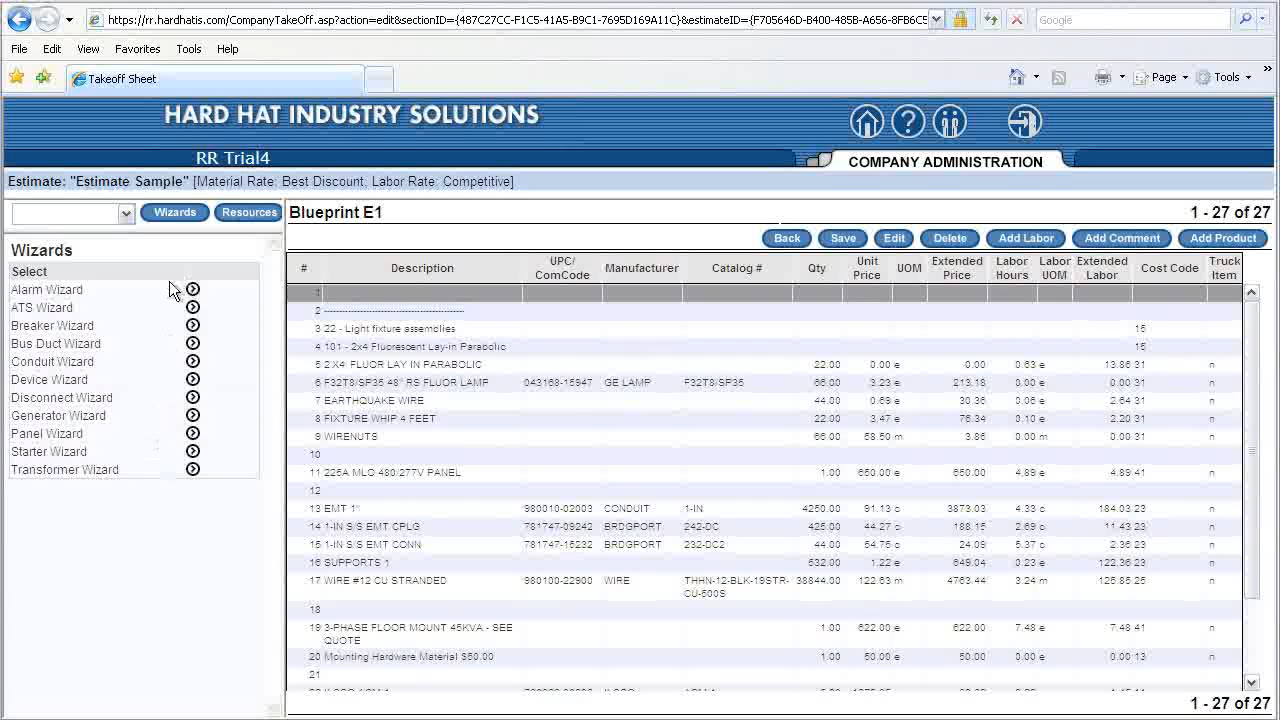 https://rr.hardhatis.com/CompanyTakeOff.asp?action=edit&sectionID={487C27CC-F1C5-41A5-B9C1-7695D169A11C}&estimateID={F705646D-B400-485B-A2C6-8FB6C5
Google
File Edit View Favorites Tools Help
Takeoff Sheet
Page Tools
HARD HAT INDUSTRY SOLUTIONS
RR Trial4
COMPANY ADMINISTRATION
Estimate: "Estimate Sample" [Material Rate: Best Discount, Labor Rate: Competitive]
Wizards Resources
Blueprint E1 1 - 27 of 27
Back Save Edit Delete Add Labor Add Comment Add Product
Wizards
Select
Alarm Wizard
ATS Wizard
Breaker Wizard
Bus Duct Wizard
Conduit Wizard
Device Wizard
Disconnect Wizard
Generator Wizard
Panel Wizard
Starter Wizard
Transformer Wizard
# Description UPC/ ComCode Manufacturer Catalog # Qty Unit Price UOM Extended Price Labor Hours Labor UOM Extended Labor Cost Code Truck Item
1
2 ----------------------------------------
3 22 - Light fixture assemblies 15
4 101 - 2x4 Fluorescent Lay-in Parabolic 15
5 2'X4' FLUOR LAY IN PARABOLIC 22.00 0.00 e 0.00 0.63 e 13.86 31 n
6 F32T8/SP35 48" RS FLUOR LAMP 043168-15947 GE LAMP F32T8/SP35 66.00 3.23 e 213.18 0.00 e 0.00 31 n
7 EARTHQUAKE WIRE 44.00 0.69 e 30.36 0.06 e 2.64 31 n
8 FIXTURE WHIP 4 FEET 22.00 3.47 e 76.34 0.10 e 2.20 31 n
9 WIRENUTS 66.00 58.50 m 3.86 0.00 m 0.00 31 n
10
11 225A MLO 480/277V PANEL 1.00 650.00 e 650.00 4.89 e 4.89 41 n
12
13 EMT 1" 980010-02003 CONDUIT 1-IN 4250.00 91.13 c 3873.03 4.33 c 184.03 23 n
14 1-IN S/S EMT CPLG 781747-09242 BRDGPORT 242-DC 425.00 44.27 c 188.15 2.69 c 11.43 23 n
15 1-IN S/S EMT CONN 781747-15232 BRDGPORT 232-DC2 44.00 54.75 c 24.09 5.37 c 2.36 23 n
16 SUPPORTS 1 532.00 1.22 e 649.04 0.23 e 122.36 23 n
17 WIRE #12 CU STRANDED 980100-22900 WIRE THHN-12-BLK-19STR-CU-500S 38844.00 122.63 m 4763.44 3.24 m 125.85 25 n
18
19 3-PHASE FLOOR MOUNT 45KVA - SEE QUOTE 1.00 622.00 e 622.00 7.48 e 7.48 41 n
20 Mounting Hardware Material $50.00 1.00 50.00 e 50.00 0.00 e 0.00 13 n
21
1 - 27 of 27